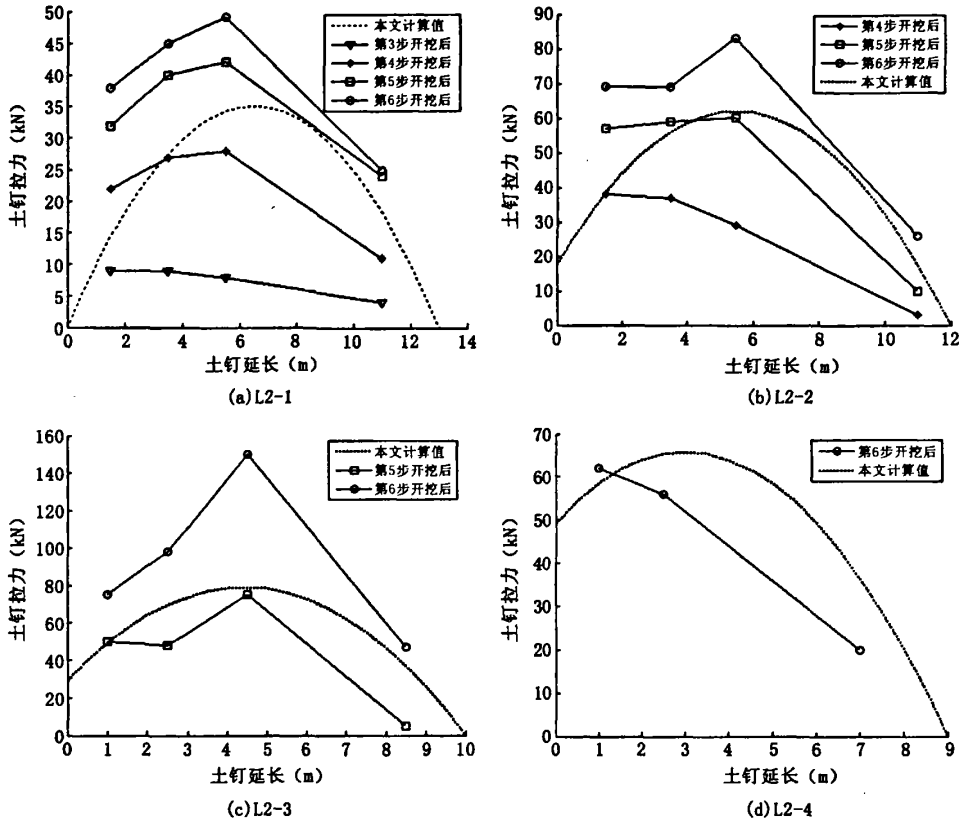 本文计算值
第3步开挖后
第4步开挖后
第5步开挖后
第6步开挖后
土钉拉力（kN）
50
45
40
35
30
25
20
15
10
5
0
2 4 6 8 10 12 14
土钉延长（m）
(a)L2-1
第4步开挖后
第5步开挖后
第6步开挖后
本文计算值
土钉拉力（kN）
90
80
70
60
50
40
30
20
10
0
0 2 4 6 8 10 12
土钉延长（m）
(b)L2-2
本文计算值
第5步开挖后
第6步开挖后
土钉拉力（kN）
160
140
120
100
80
60
40
20
0
0 1 2 3 4 5 6 7 8 9 10
土钉延长（m）
(c)L2-3
第6步开挖后
本文计算值
土钉拉力（kN）
70
60
50
40
30
20
10
0
0 1 2 3 4 5 6 7 8 9
土钉延长（m）
(d)L2-4